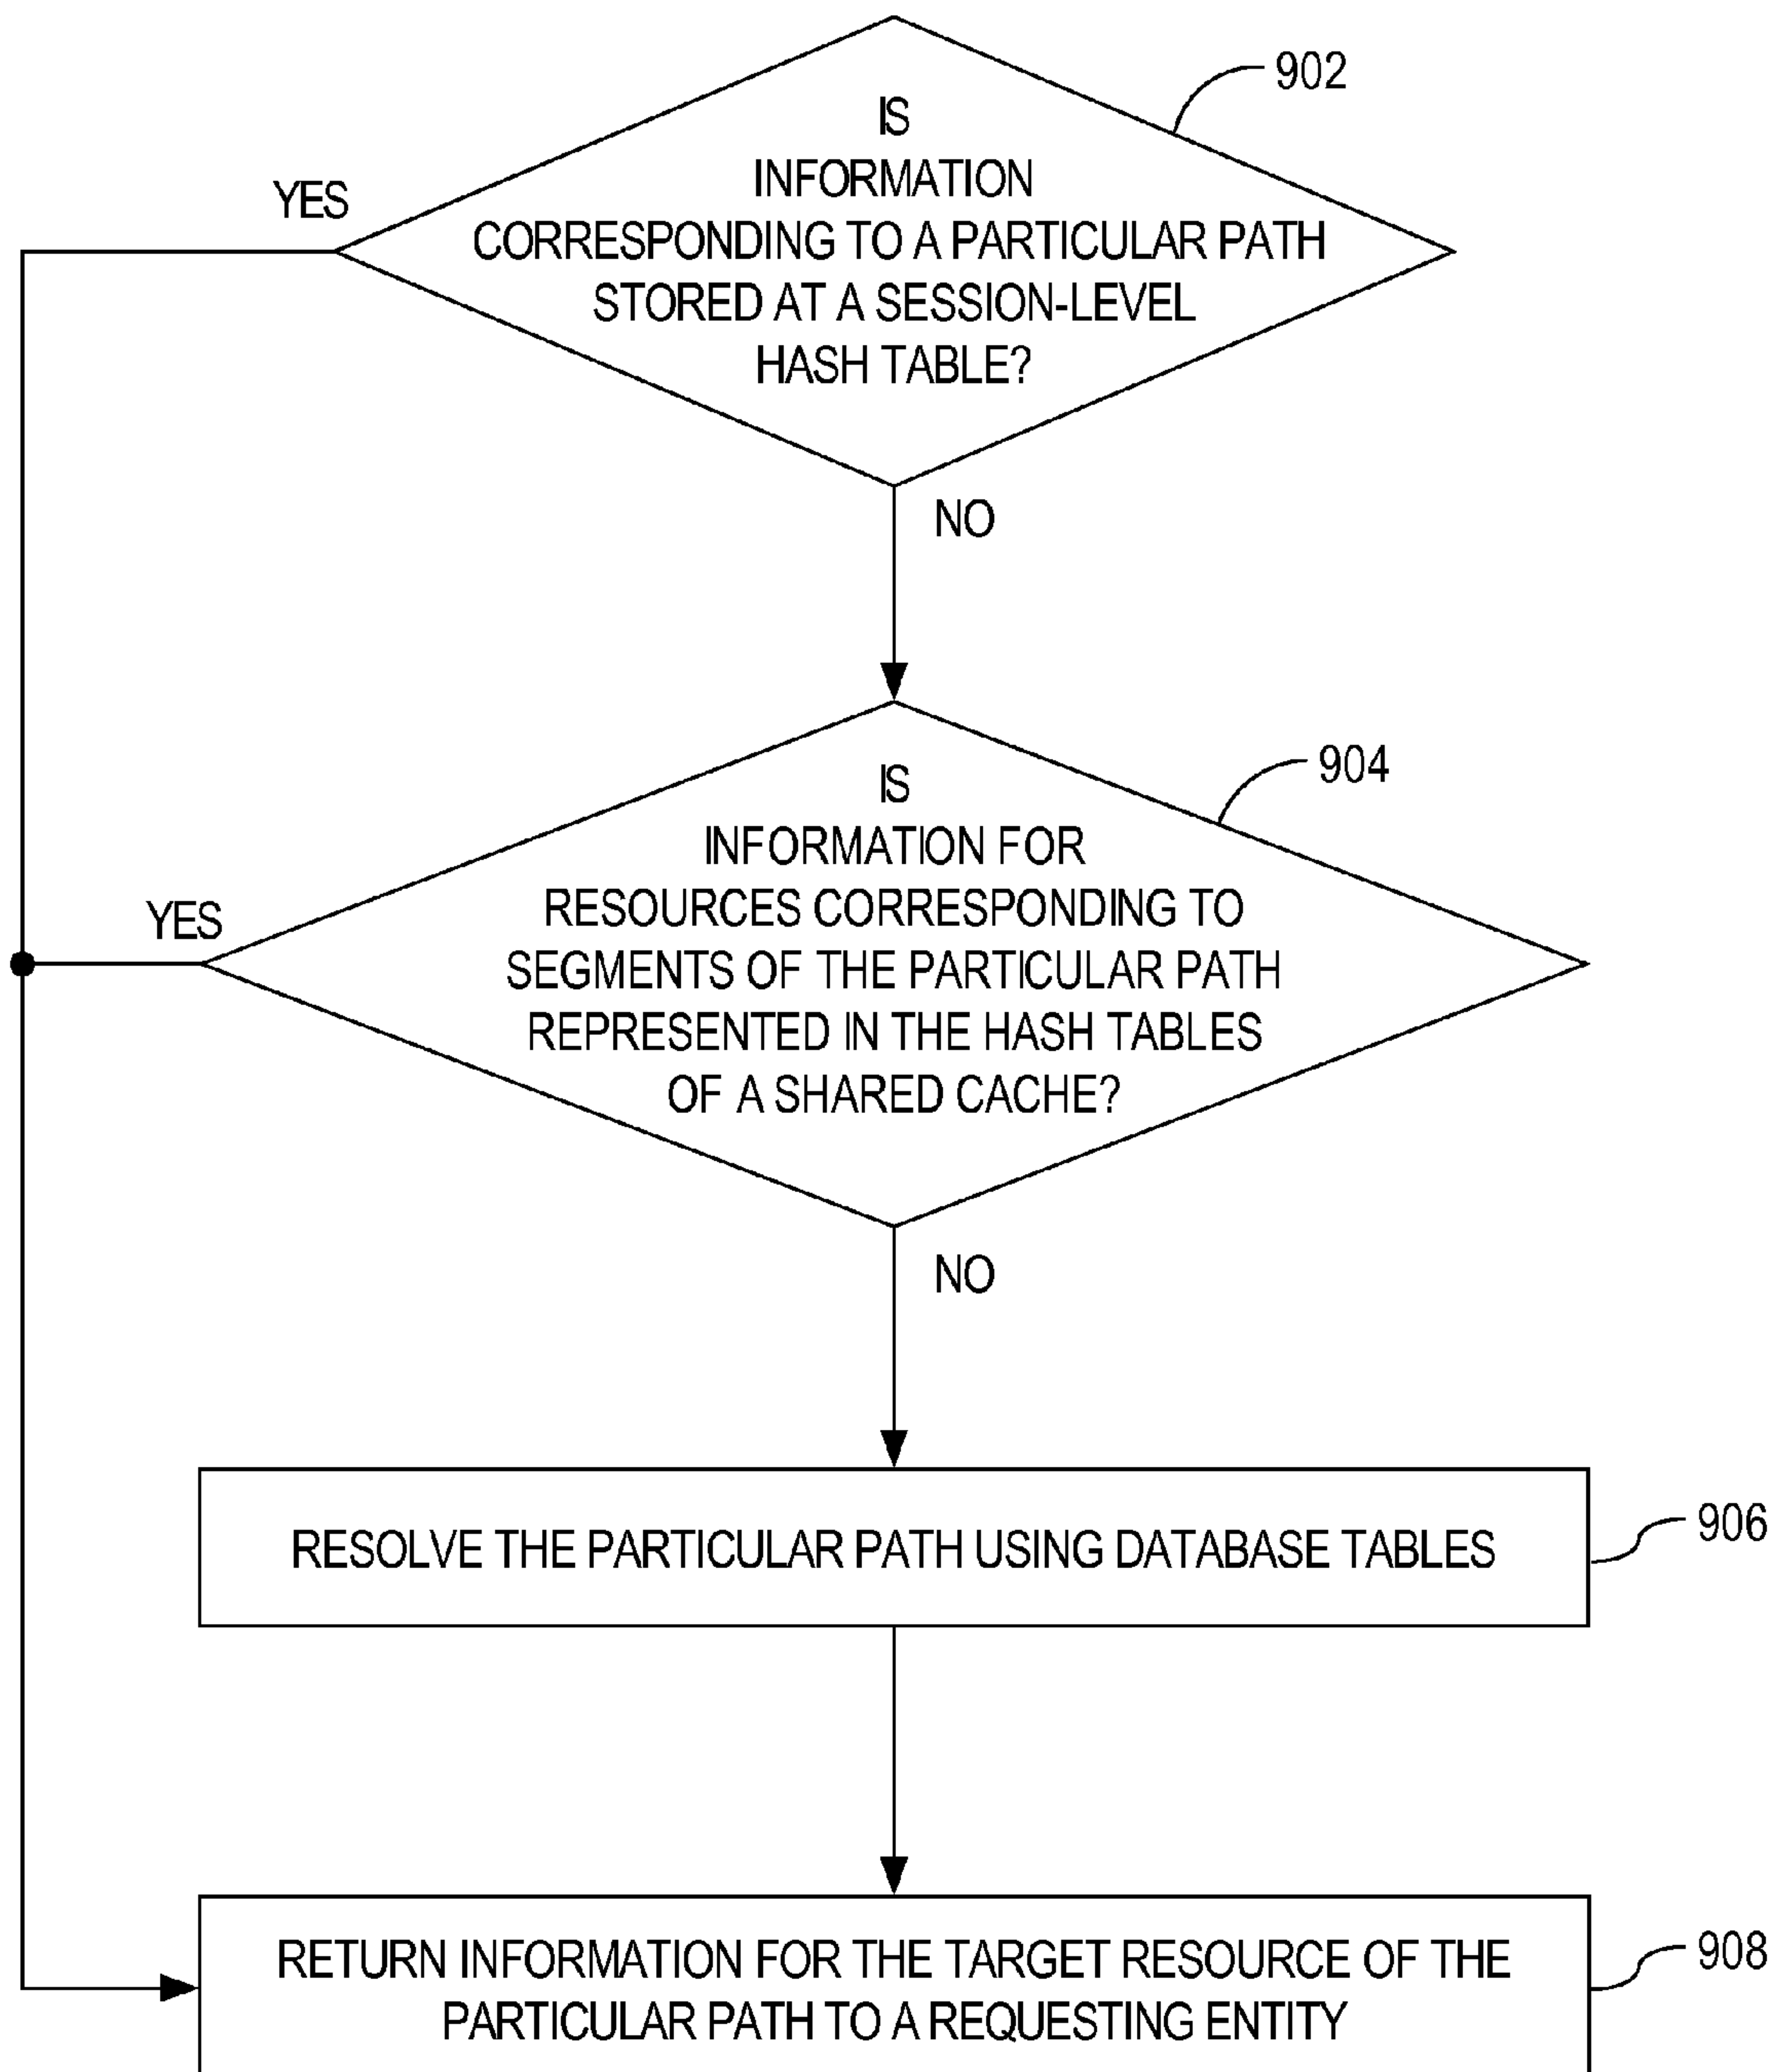 902
IS
INFORMATION
CORRESPONDING TO A PARTICULAR PATH
STORED AT A SESSION-LEVEL
HASH TABLE?
YES
NO
904
IS
INFORMATION FOR
RESOURCES CORRESPONDING TO
SEGMENTS OF THE PARTICULAR PATH
REPRESENTED IN THE HASH TABLES
OF A SHARED CACHE?
YES
NO
RESOLVE THE PARTICULAR PATH USING DATABASE TABLES
906
RETURN INFORMATION FOR THE TARGET RESOURCE OF THE
PARTICULAR PATH TO A REQUESTING ENTITY
908